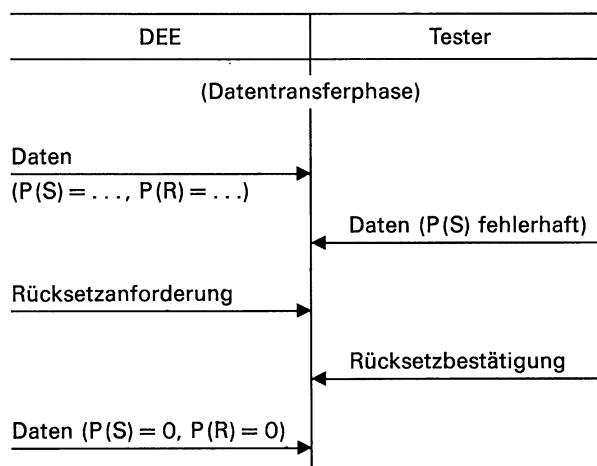 DEE Tester
(Datentransferphase)
Daten
(P(S) = . . ., P(R) = . . .)
Daten (P(S) fehlerhaft)
Rücksetzanforderung
Rücksetzbestätigung
Daten (P(S) = 0, P(R) = 0)